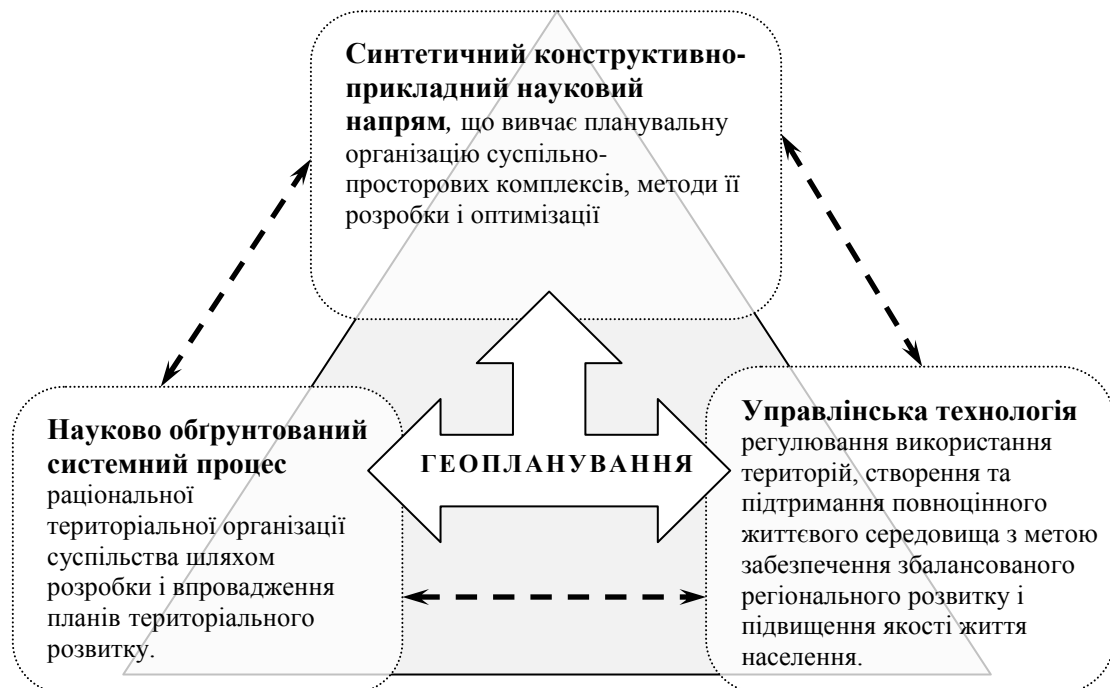 Синтетичний конструктивно-
прикладний науковий
напрям, що вивчає планувальну
організацію суспільно-
просторових комплексів, методи її
розробки і оптимізації
Науково обґрунтований
системний процес
раціональної
територіальної організації
суспільства шляхом
розробки і впровадження
планів територіального
розвитку.
ГЕОПЛАНУВАННЯ
Управлінська технологія
регулювання використання
територій, створення та
підтримання повноцінного
життєвого середовища з метою
забезпечення збалансованого
регіонального розвитку і
підвищення якості життя
населення.